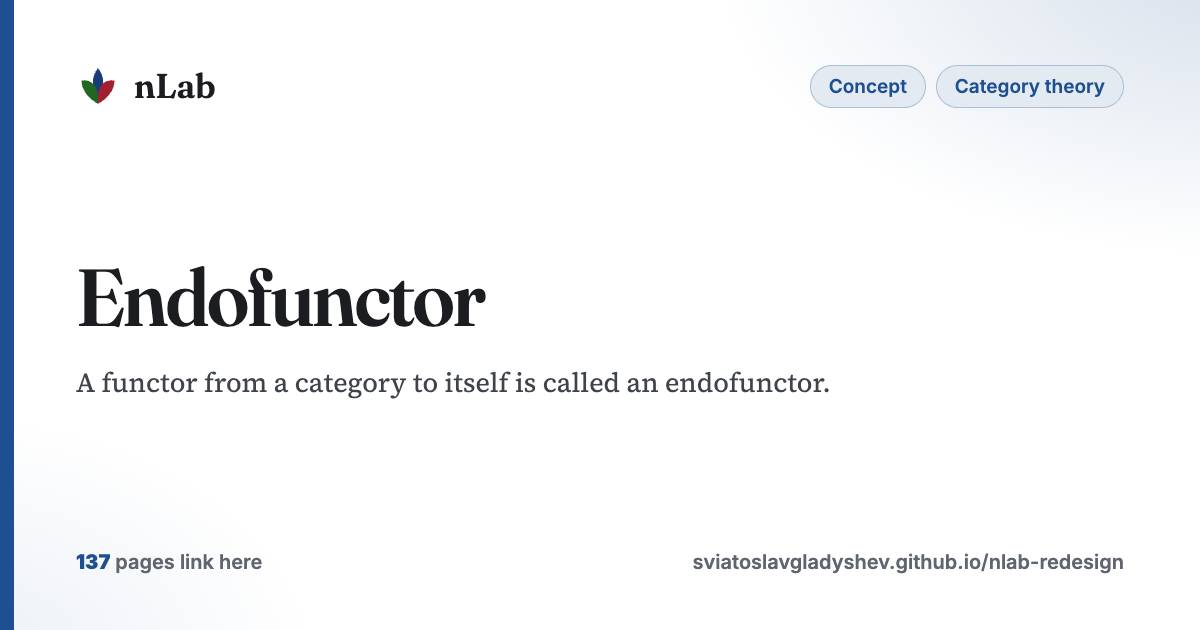 nLab
Concept
Category theory
Endofunctor
A functor from a category to itself is called an endofunctor.
137 pages link here
sviatoslavgladyshev.github.io/nlab-redesign